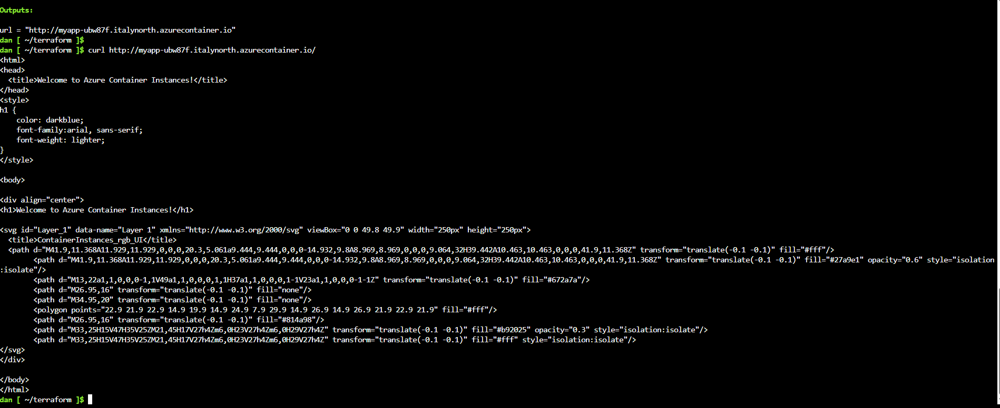 Outputs:
url = "http://myapp-ubw87f.italynorth.azurecontainer.io"
dan [ ~/terraform ]$
dan [ ~/terraform ]$ curl http://myapp-ubw87f.italynorth.azurecontainer.io/
<html>
<head>
  <title>Welcome to Azure Container Instances!</title>
</head>
<style>
h1 {
    color: darkblue;
    font-family:arial, sans-serif;
    font-weight: lighter;
}
</style>
<body>
<div align="center">
<h1>Welcome to Azure Container Instances!</h1>
<svg id="Layer_1" data-name="Layer 1" xmlns="http://www.w3.org/2000/svg" viewBox="0 0 49.8 49.9" width="250px" height="250px">
  <title>ContainerInstances_rgb_UI</title>
  <path d="M41.9,11.368A11.929,11.929,0,0,0,20.3,5.061a9.444,9.444,0,0,0-14.932,9.8A8.969,8.969,0,0,0,9.064,32H39.442A10.463,10.463,0,0,0,41.9,11.368Z" transform="translate(-0.1 -0.1)" fill="#fff"/>
        <path d="M41.9,11.368A11.929,11.929,0,0,0,20.3,5.061a9.444,9.444,0,0,0-14.932,9.8A8.969,8.969,0,0,0,9.064,32H39.442A10.463,10.463,0,0,0,41.9,11.368Z" transform="translate(-0.1 -0.1)" fill="#27a9e1" opacity="0.6" style="isolation
:isolate"/>
        <path d="M13,22a1,1,0,0,0-1,1V49a1,1,0,0,0,1,1H37a1,1,0,0,0,1-1V23a1,1,0,0,0-1-1Z" transform="translate(-0.1 -0.1)" fill="#672a7a"/>
        <path d="M26.95,16" transform="translate(-0.1 -0.1)" fill="none"/>
        <path d="M34.95,20" transform="translate(-0.1 -0.1)" fill="none"/>
        <polygon points="22.9 21.9 22.9 14.9 19.9 14.9 24.9 7.9 29.9 14.9 26.9 14.9 26.9 21.9 22.9 21.9" fill="#fff"/>
        <path d="M26.95,16" transform="translate(-0.1 -0.1)" fill="#814a98"/>
        <path d="M33,25H15V47H35V25ZM21,45H17V27h4Zm6,0H23V27h4Zm6,0H29V27h4Z" transform="translate(-0.1 -0.1)" fill="#b92025" opacity="0.3" style="isolation:isolate"/>
        <path d="M33,25H15V47H35V25ZM21,45H17V27h4Zm6,0H23V27h4Zm6,0H29V27h4Z" transform="translate(-0.1 -0.1)" fill="#fff" style="isolation:isolate"/>
</svg>
</div>
</body>
</html>
dan [ ~/terraform ]$